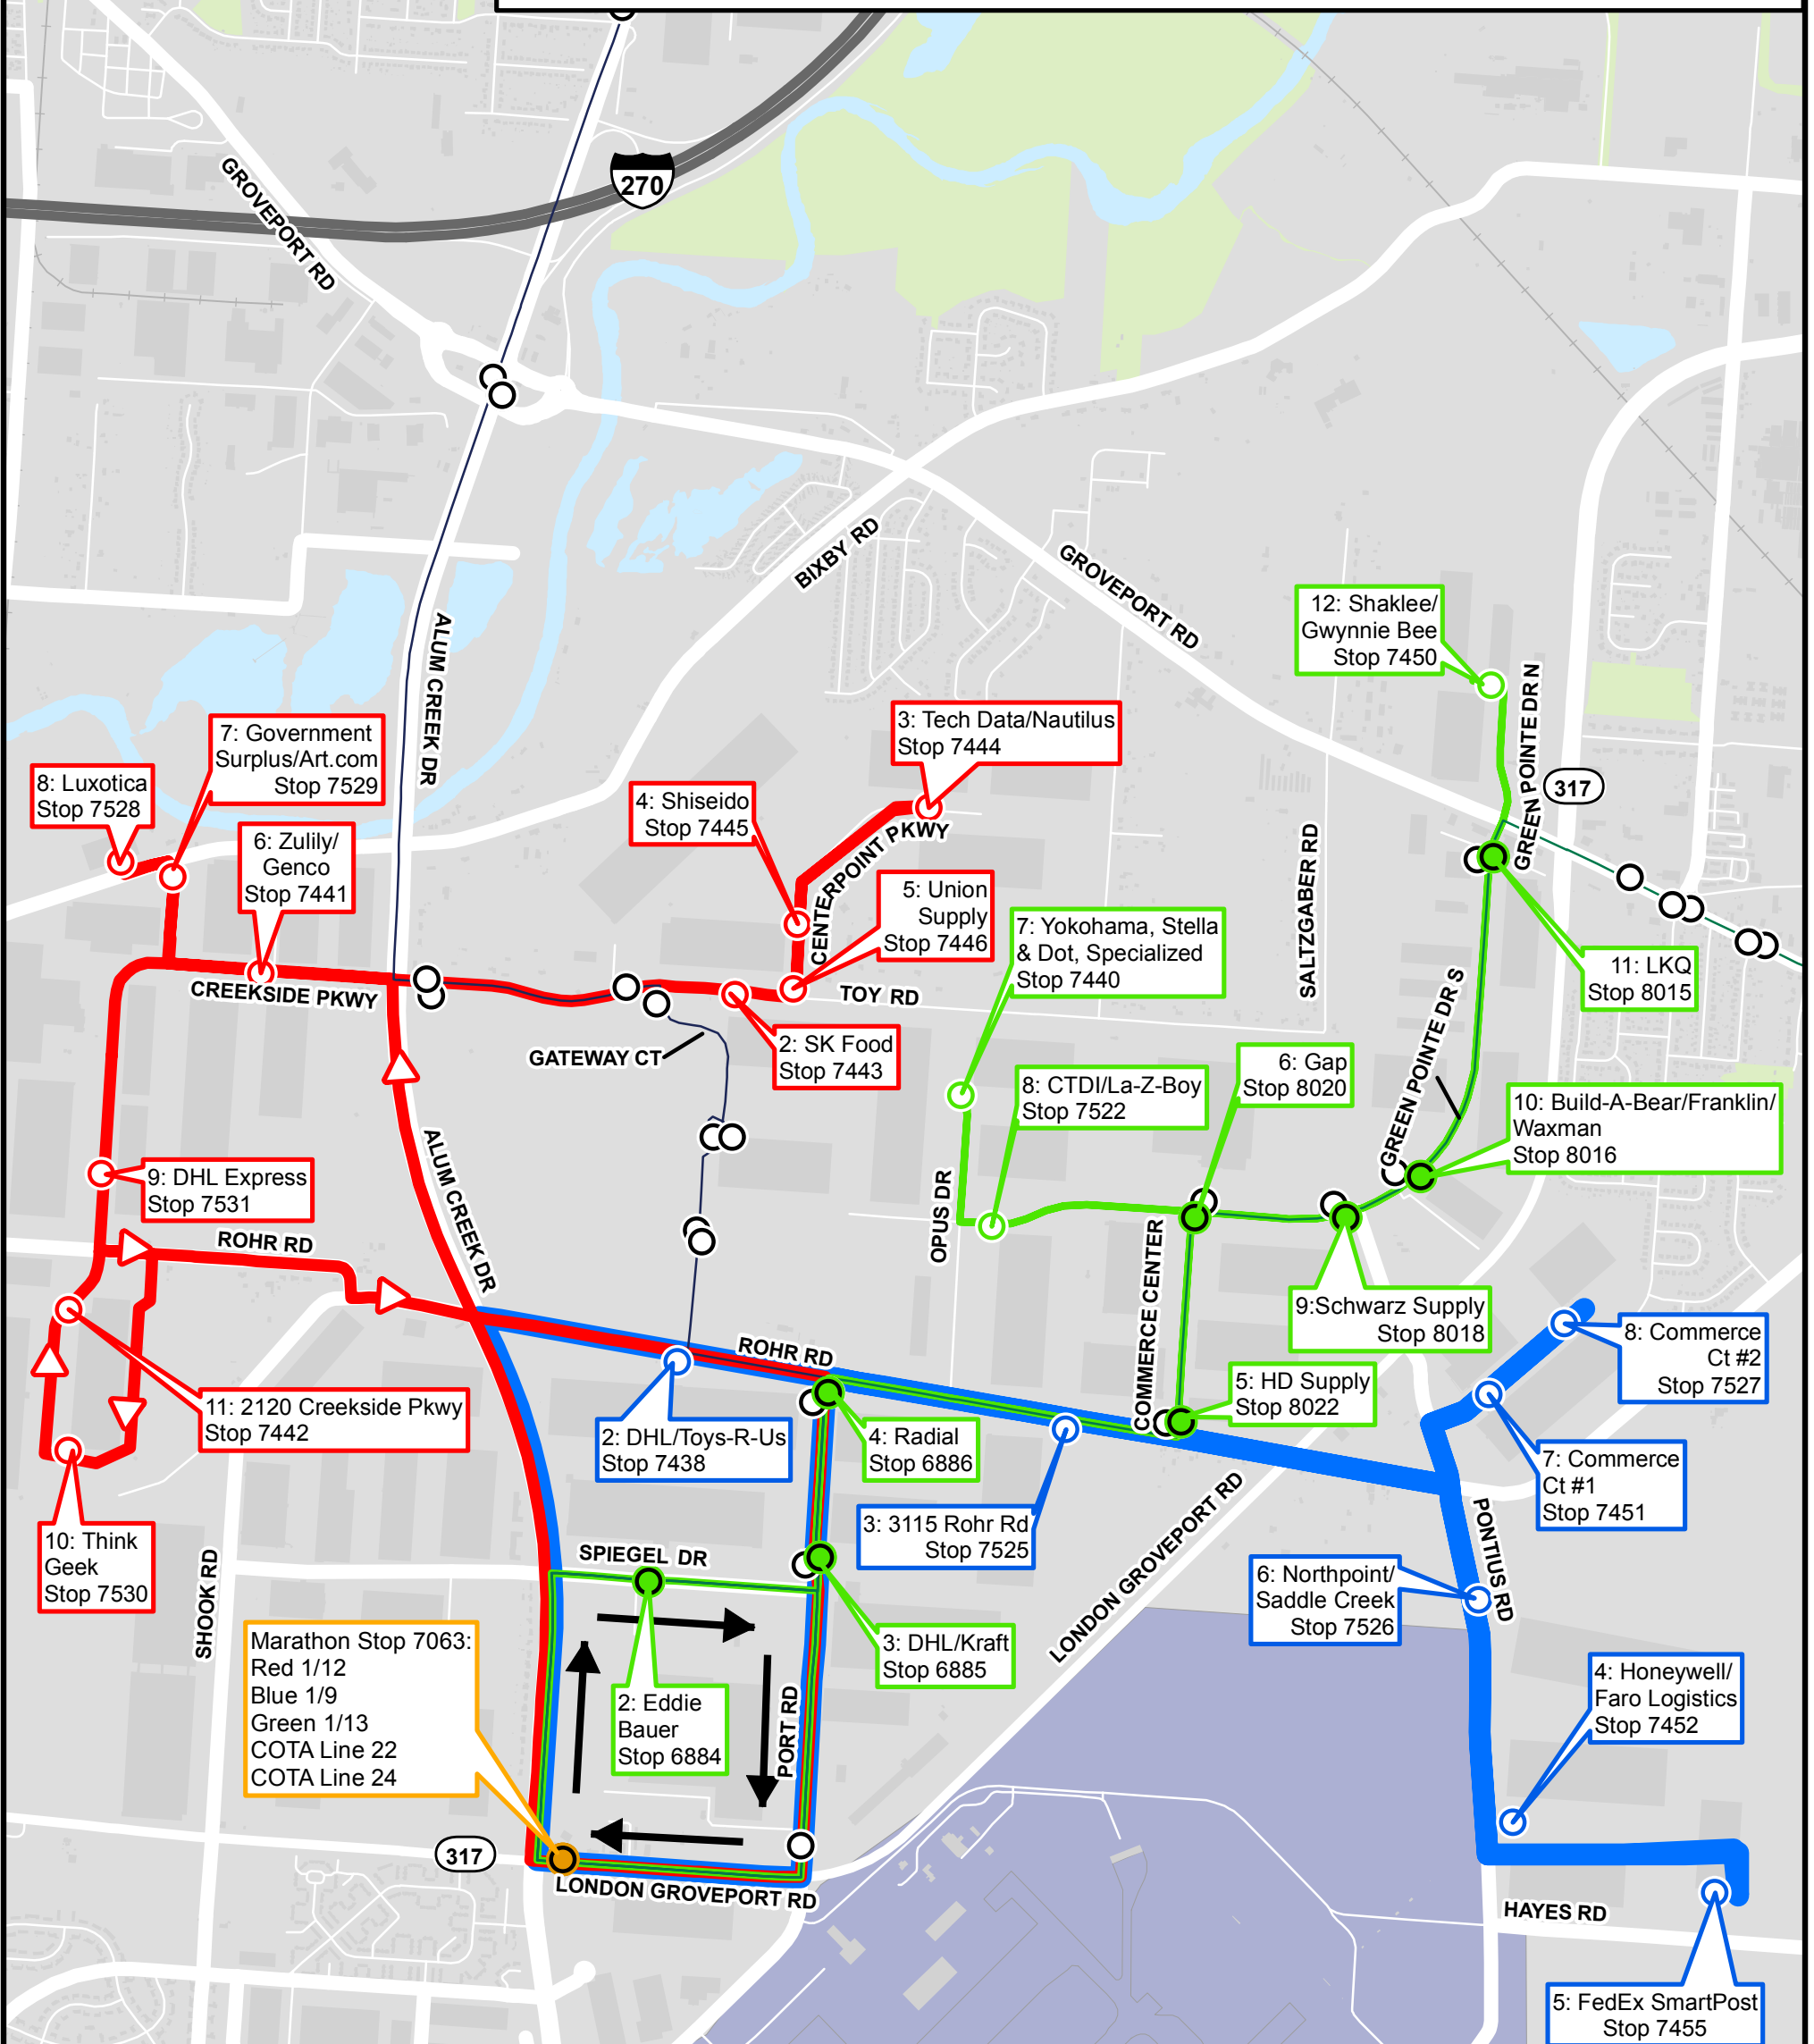 270
GROVEPORT RD
BIXBY RD
GROVEPORT RD
ALUM CREEK DR
12: Shaklee/
Gwynnie Bee
Stop 7450
GREEN POINTE DR N
317
3: Tech Data/Nautilus
Stop 7444
7: Government
Surplus/Art.com
Stop 7529
8: Luxotica
Stop 7528
4: Shiseido
Stop 7445
6: Zulily/
Genco
Stop 7441
CENTERPOINT PKWY
5: Union
Supply
Stop 7446
SALTZGABER RD
7: Yokohama, Stella
& Dot, Specialized
Stop 7440
11: LKQ
Stop 8015
CREEKSIDE PKWY
TOY RD
GATEWAY CT
2: SK Food
Stop 7443
GREEN POINTE DR S
6: Gap
Stop 8020
8: CTDI/La-Z-Boy
Stop 7522
10: Build-A-Bear/Franklin/
Waxman
Stop 8016
9: DHL Express
Stop 7531
ALUM CREEK DR
OPUS DR
ROHR RD
COMMERCE CENTER
9:Schwarz Supply
Stop 8018
8: Commerce
Ct #2
Stop 7527
ROHR RD
5: HD Supply
Stop 8022
11: 2120 Creekside Pkwy
Stop 7442
2: DHL/Toys-R-Us
Stop 7438
4: Radial
Stop 6886
7: Commerce
Ct #1
Stop 7451
3: 3115 Rohr Rd
Stop 7525
LONDON GROVEPORT RD
PONTIUS RD
10: Think
Geek
Stop 7530
SHOOK RD
SPIEGEL DR
6: Northpoint/
Saddle Creek
Stop 7526
Marathon Stop 7063:
Red 1/12
Blue 1/9
Green 1/13
COTA Line 22
COTA Line 24
3: DHL/Kraft
Stop 6885
2: Eddie
Bauer
Stop 6884
PORT RD
4: Honeywell/
Faro Logistics
Stop 7452
317
LONDON GROVEPORT RD
HAYES RD
5: FedEx SmartPost
Stop 7455